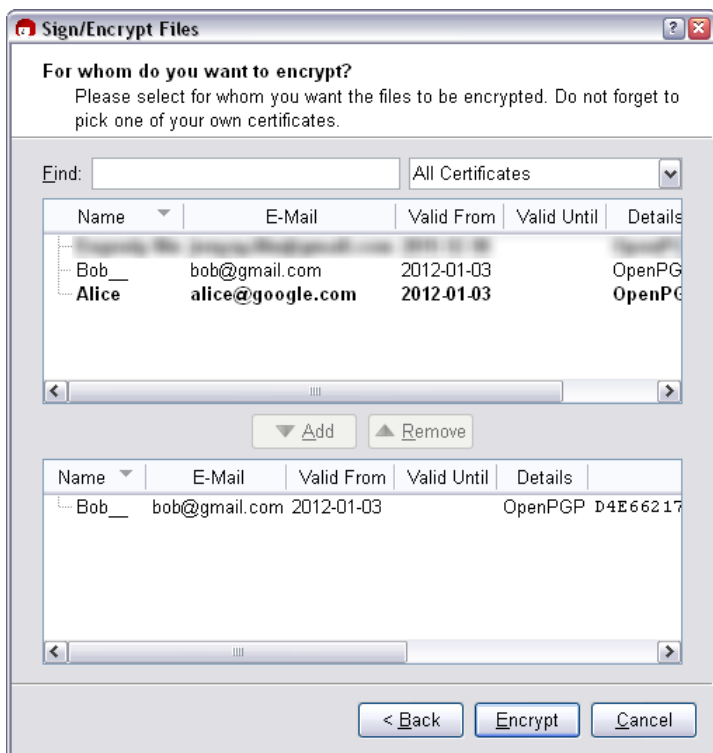 Sign/Encrypt Files
For whom do you want to encrypt?
Please select for whom you want the files to be encrypted. Do not forget to
pick one of your own certificates.
Find: All Certificates
Name E-Mail Valid From Valid Until Details
Bob__ bob@gmail.com 2012-01-03 OpenPG
Alice alice@google.com 2012-01-03 OpenPG
Add Remove
Name E-Mail Valid From Valid Until Details
Bob__ bob@gmail.com 2012-01-03 OpenPGP D4E66217
< Back Encrypt Cancel